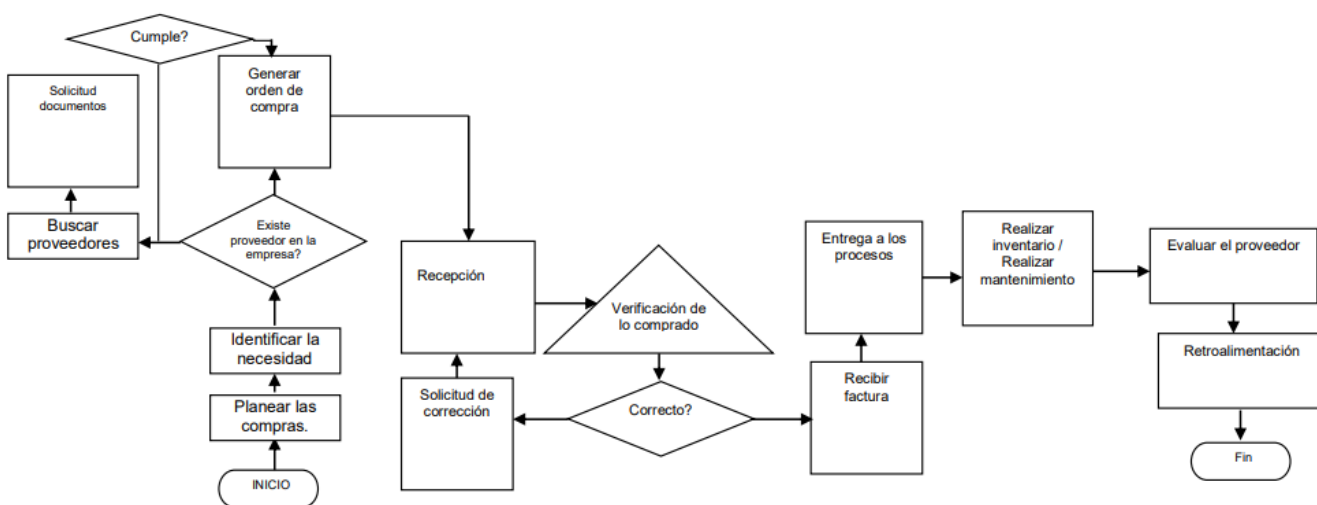 Cumple?
Solicitud
documentos
Generar
orden de
compra
Buscar
proveedores
Existe
proveedor en la
empresa?
Identificar la
necesidad
Planear las
compras.
INICIO
Recepción
Verificación de
lo comprado
Solicitud de
corrección
Correcto?
Recibir
factura
Entrega a los
procesos
Realizar
inventario /
Realizar
mantenimiento
Evaluar el proveedor
Retroalimentación
Fin